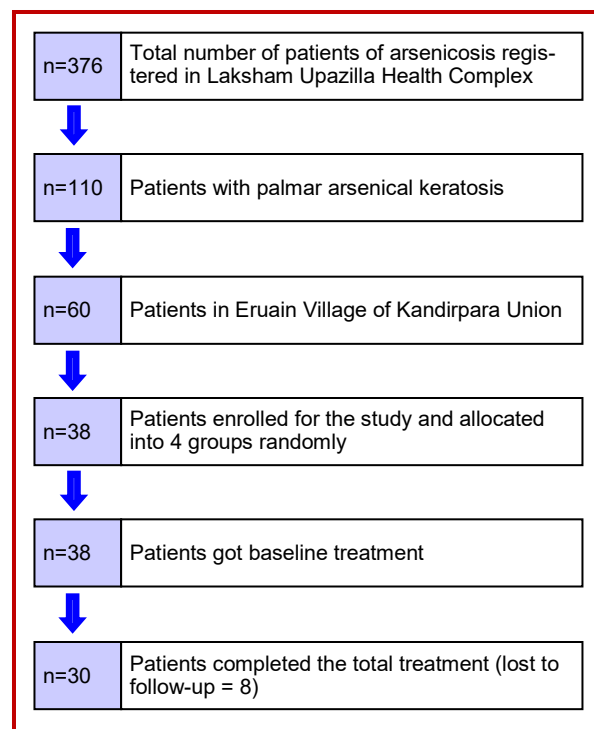 n=376
Total number of patients of arsenicosis regis-
tered in Laksham Upazilla Health Complex
n=110
Patients with palmar arsenical keratosis
n=60
Patients in Eruain Village of Kandirpara Union
n=38
Patients enrolled for the study and allocated
into 4 groups randomly
n=38
Patients got baseline treatment
n=30
Patients completed the total treatment (lost to
follow-up = 8)